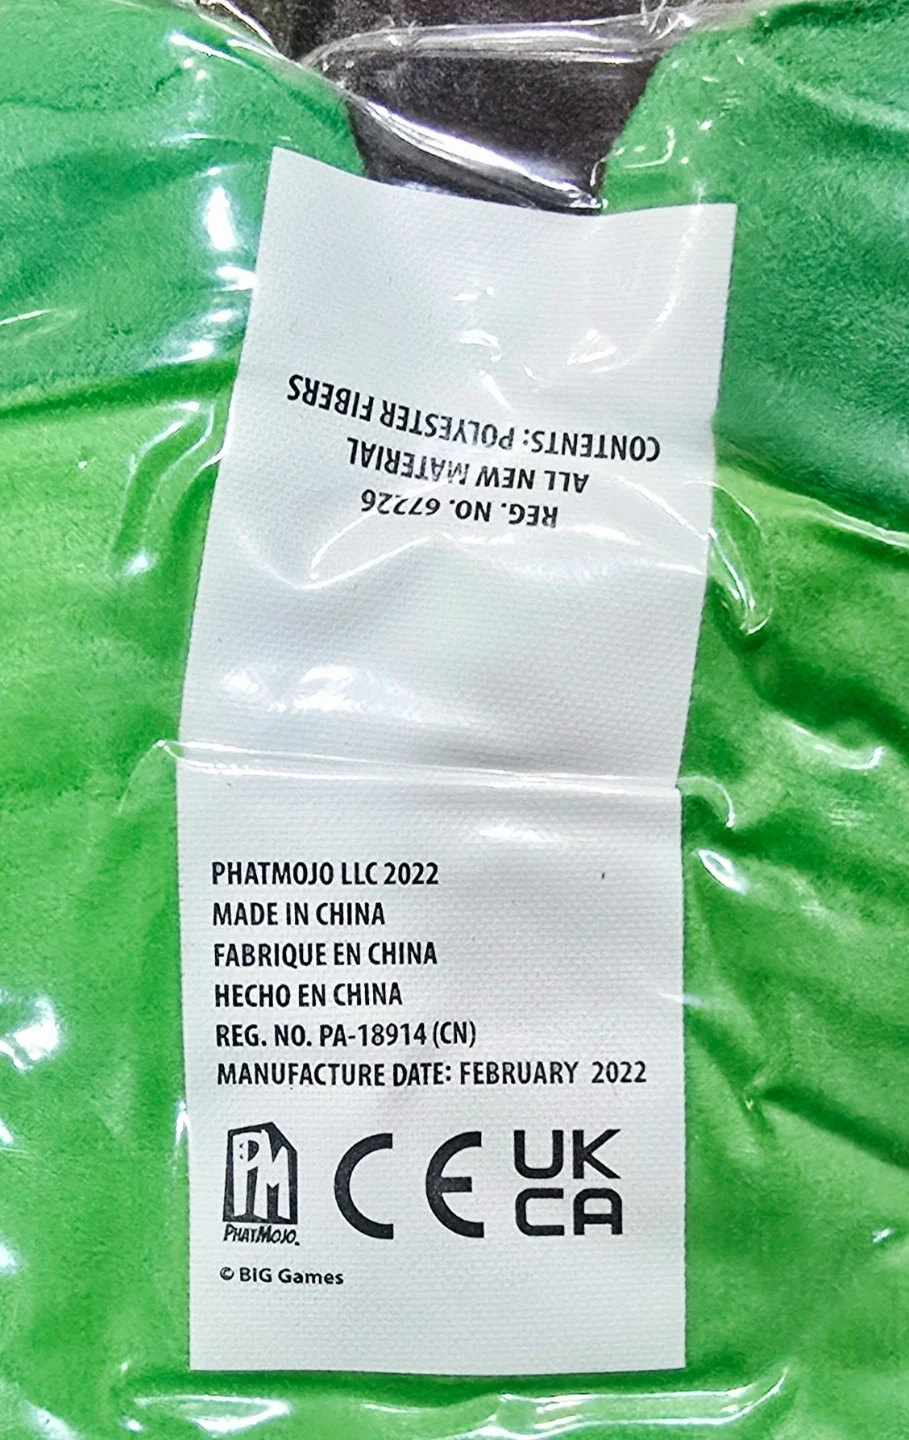 REG. NO. 67226
ALL NEW MATERIAL
CONTENTS: POLYESTER FIBERS
PHATMOJO LLC 2022
MADE IN CHINA
FABRIQUE EN CHINA
HECHO EN CHINA
REG. NO. PA-18914 (CN)
MANUFACTURE DATE: FEBRUARY 2022
PM
PHATMOJO.
CE
UK
CA
© BIG Games